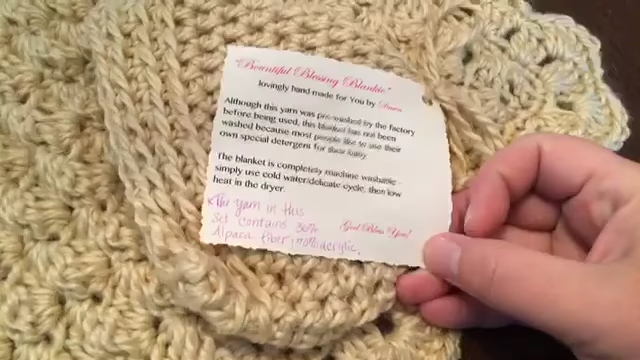 "Bountiful Blessing Blankie"
lovingly hand made for You by
Although this yarn was pre-washed by the factory
before being used, this blanket has not been
washed because most people like to use their
own special detergent for their baby.
The blanket is completely machine washable -
simply use cold water/delicate cycle, then low
heat in the dryer.
*The yarn in this
set contains 30%
Alpaca fiber, 70% acrylic.
God Bless You!